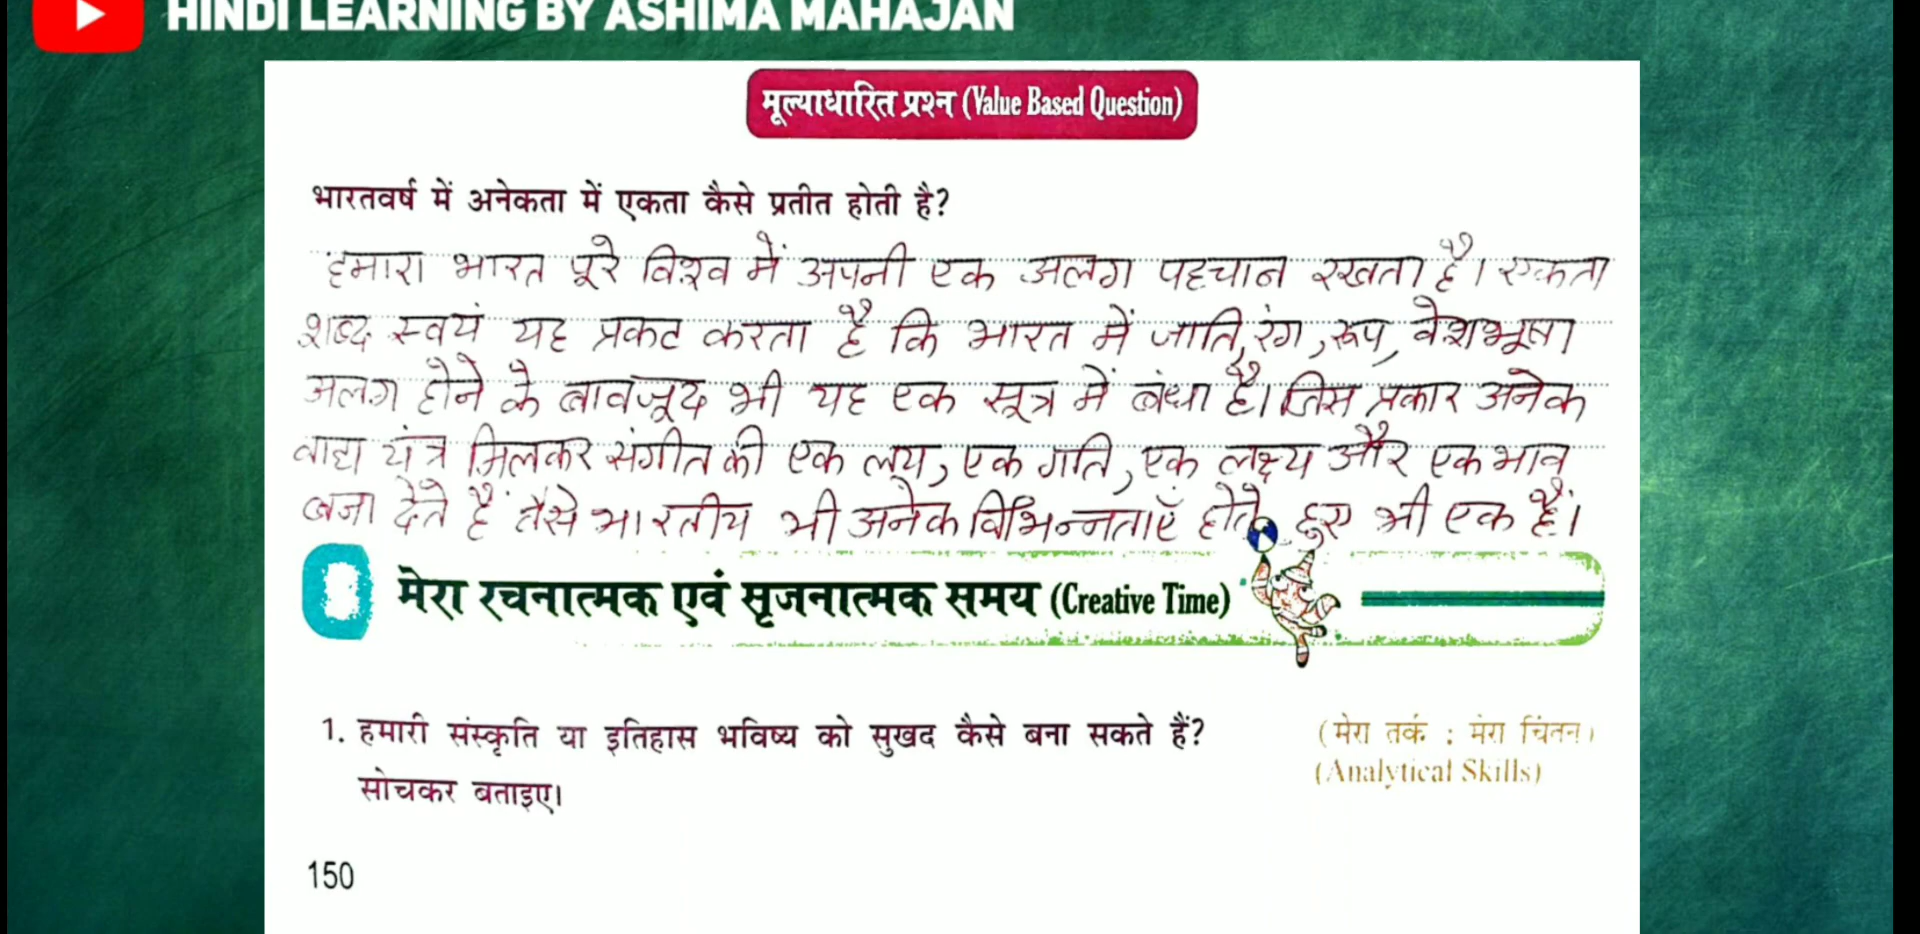 HINDI LEARNING BY ASHIMA MAHAJAN
मूल्याधारित प्रश्न (Value Based Question)
भारतवर्ष में अनेकता में एकता कैसे प्रतीत होती है?
हमारा भारत पूरे विश्व में अपनी एक अलग पहचान रखता है। एकता
शब्द स्वयं यह प्रकट करता है कि भारत में जाति, रंग, रूप, वेशभूषा
अलग होने के बावजूद भी यह एक सूत्र में बंधा है। जिस प्रकार अनेक
वाद्य यंत्र मिलकर संगीत की एक लय, एक गति, एक लक्ष्य और एक भाव
बजा देते हैं तैसे भारतीय भी अनेक विभिन्नताएँ होते हुए भी एक हैं।
मेरा रचनात्मक एवं सृजनात्मक समय (Creative Time)
1. हमारी संस्कृति या इतिहास भविष्य को सुखद कैसे बना सकते हैं? (मेरा तर्क : मेरा चिंतन)
सोचकर बताइए। (Analytical Skills)
150